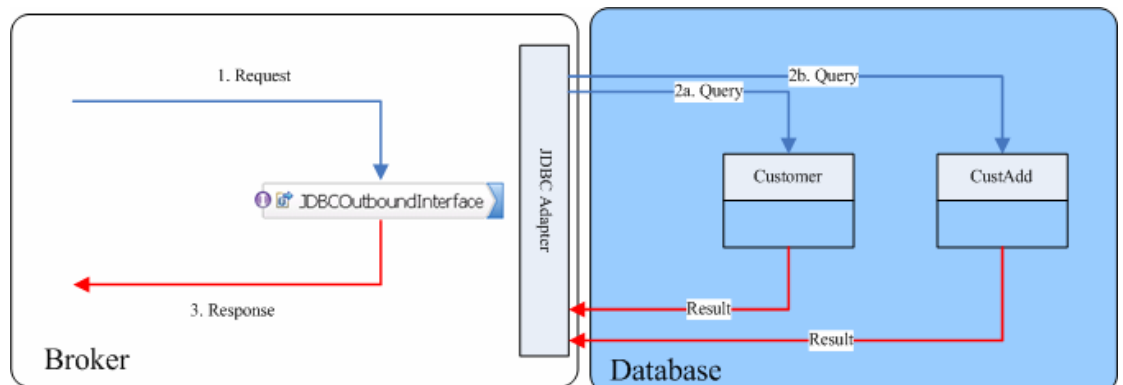 1. Request
2b. Query
2a. Query
JDBCOutboundInterface
JDBC Adapter
Customer
CustAdd
3. Response
Result
Result
Broker
Database